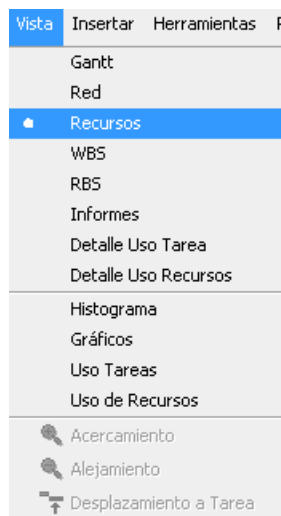 Vista Insertar Herramientas
Gantt
Red
Recursos
WBS
RBS
Informes
Detalle Uso Tarea
Detalle Uso Recursos
Histograma
Gráficos
Uso Tareas
Uso de Recursos
Acercamiento
Alejamiento
Desplazamiento a Tarea